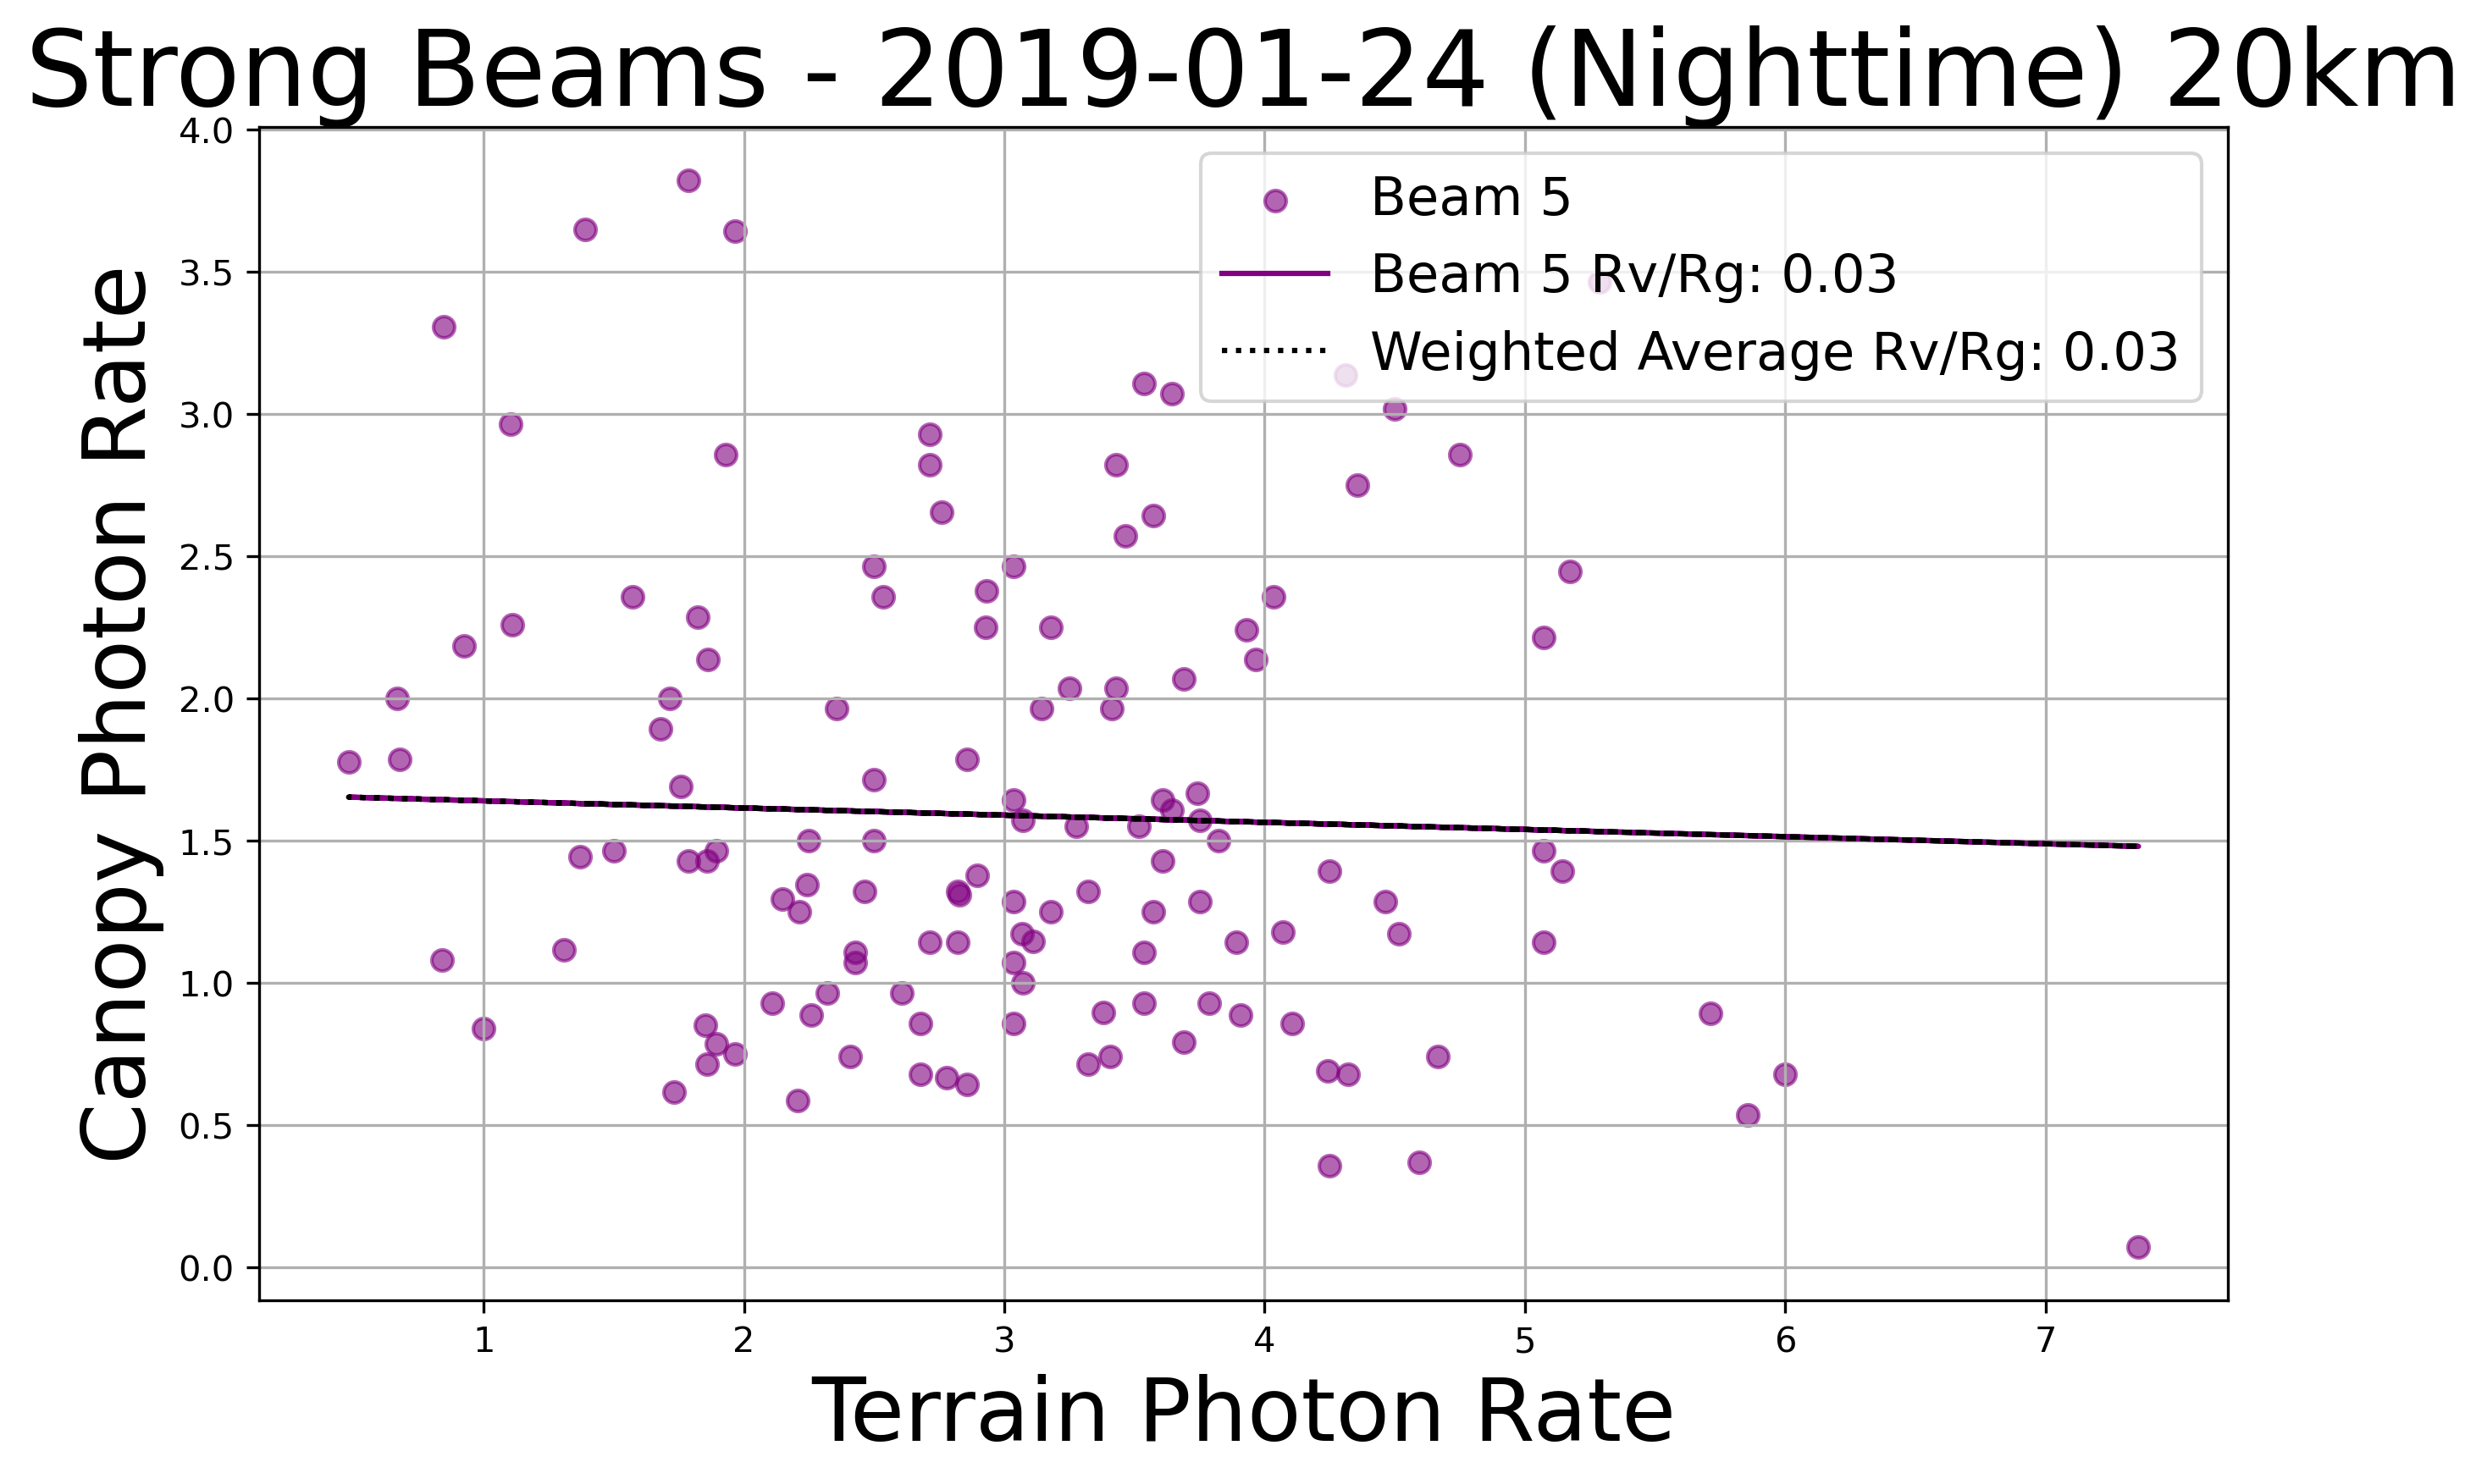 Strong Beams - 2019-01-24 (Nighttime) 20km
4.0
3.5
3.0
2.5
2.0
1.5
1.0
0.5
0.0
Canopy Photon Rate
Beam 5
Beam 5 Rv/Rg: 0.03
Weighted Average Rv/Rg: 0.03
1 2 3 4 5 6 7
Terrain Photon Rate